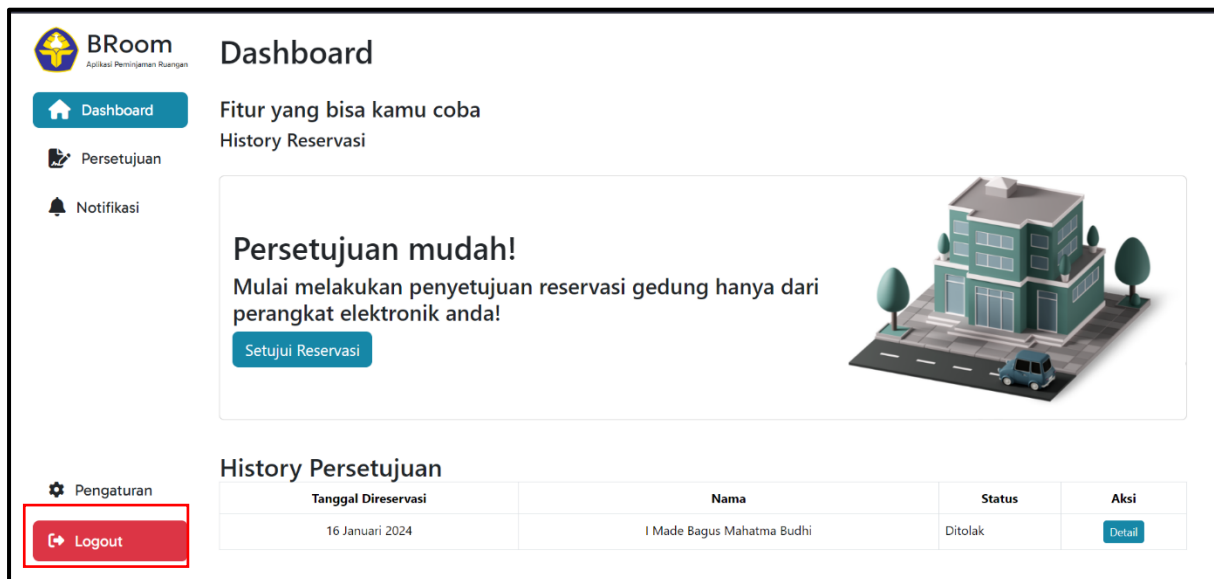 BRoom
Aplikasi Peminjaman Ruangan
Dashboard
Persetujuan
Notifikasi
Pengaturan
Logout
Dashboard
Fitur yang bisa kamu coba
History Reservasi
Persetujuan mudah!
Mulai melakukan penyetujuan reservasi gedung hanya dari
perangkat elektronik anda!
Setujui Reservasi
History Persetujuan
Tanggal Direservasi Nama Status Aksi
16 Januari 2024 I Made Bagus Mahatma Budhi Ditolak Detail